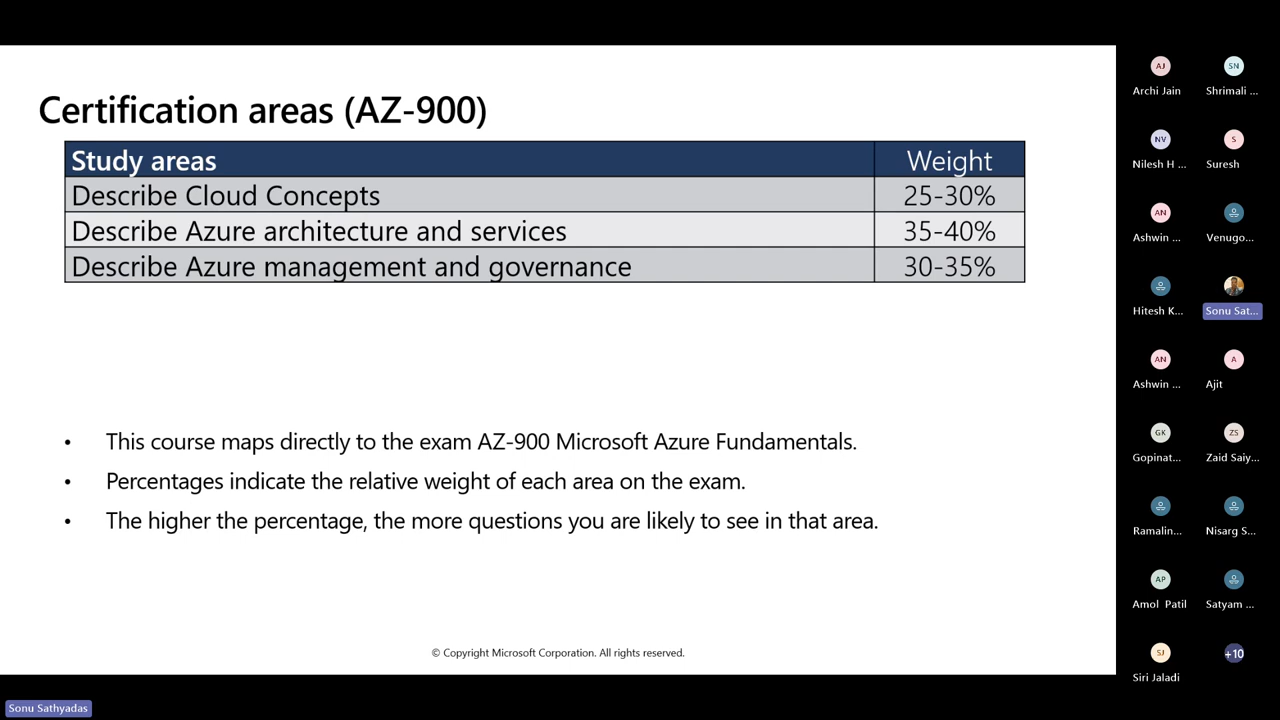 Certification areas (AZ-900)
Study areas Weight
Describe Cloud Concepts 25-30%
Describe Azure architecture and services 35-40%
Describe Azure management and governance 30-35%
• This course maps directly to the exam AZ-900 Microsoft Azure Fundamentals.
• Percentages indicate the relative weight of each area on the exam.
• The higher the percentage, the more questions you are likely to see in that area.
© Copyright Microsoft Corporation. All rights reserved.
AJ SN
Archi Jain Shrimali ...
NV S
Nilesh H ... Suresh
AN
Ashwin ... Venugo...
Hitesh K... Sonu Sat...
AN A
Ashwin ... Ajit
GK ZS
Gopinat... Zaid Saiy...
Ramalin... Nisarg S...
AP
Amol Patil Satyam ...
SJ +10
Siri Jaladi
Sonu Sathyadas